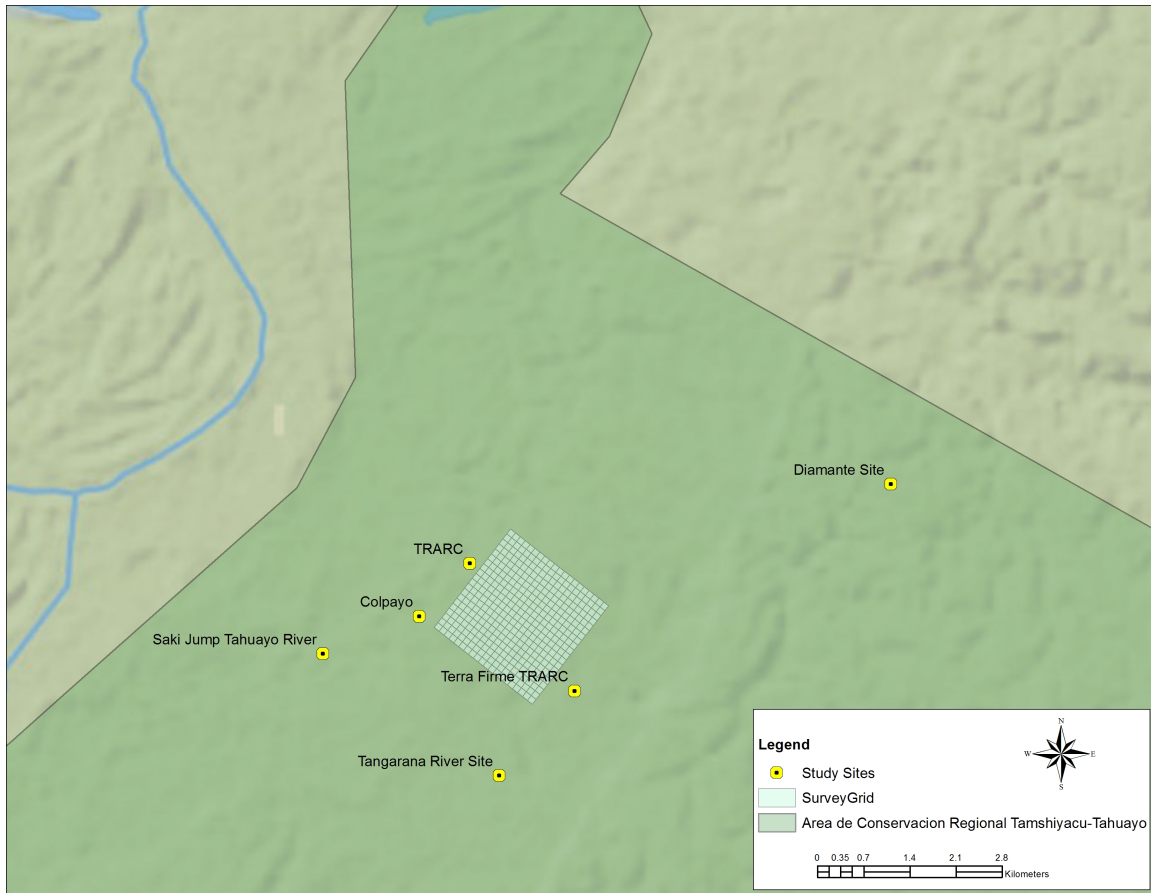 Diamante Site
TRARC
Colpayo
Saki Jump Tahuayo River
Terra Firme TRARC
Tangarana River Site
Legend
N
W E
S
Study Sites
SurveyGrid
Area de Conservacion Regional Tamshiyacu-Tahuayo
0 0.35 0.7 1.4 2.1 2.8
Kilometers